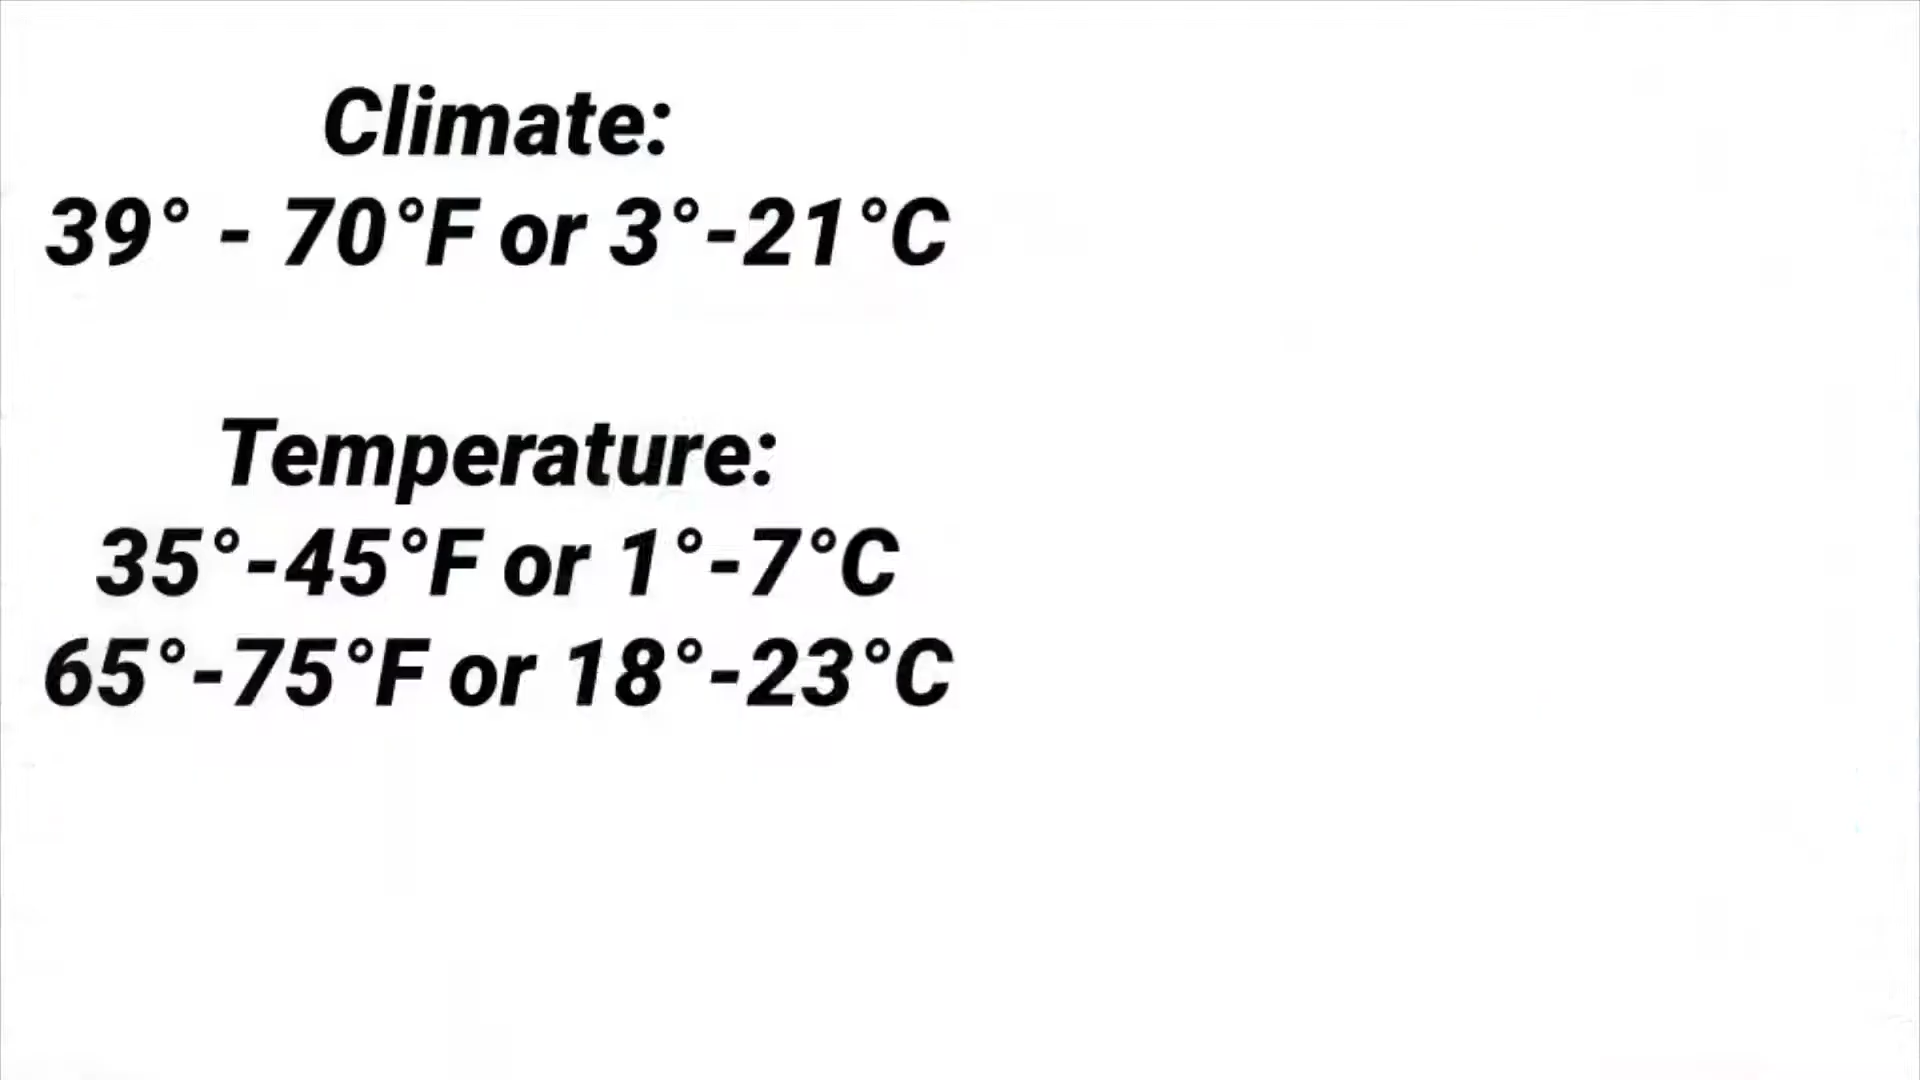 Climate:
39° - 70°F or 3°-21°C
Temperature:
35°-45°F or 1°-7°C
65°-75°F or 18°-23°C